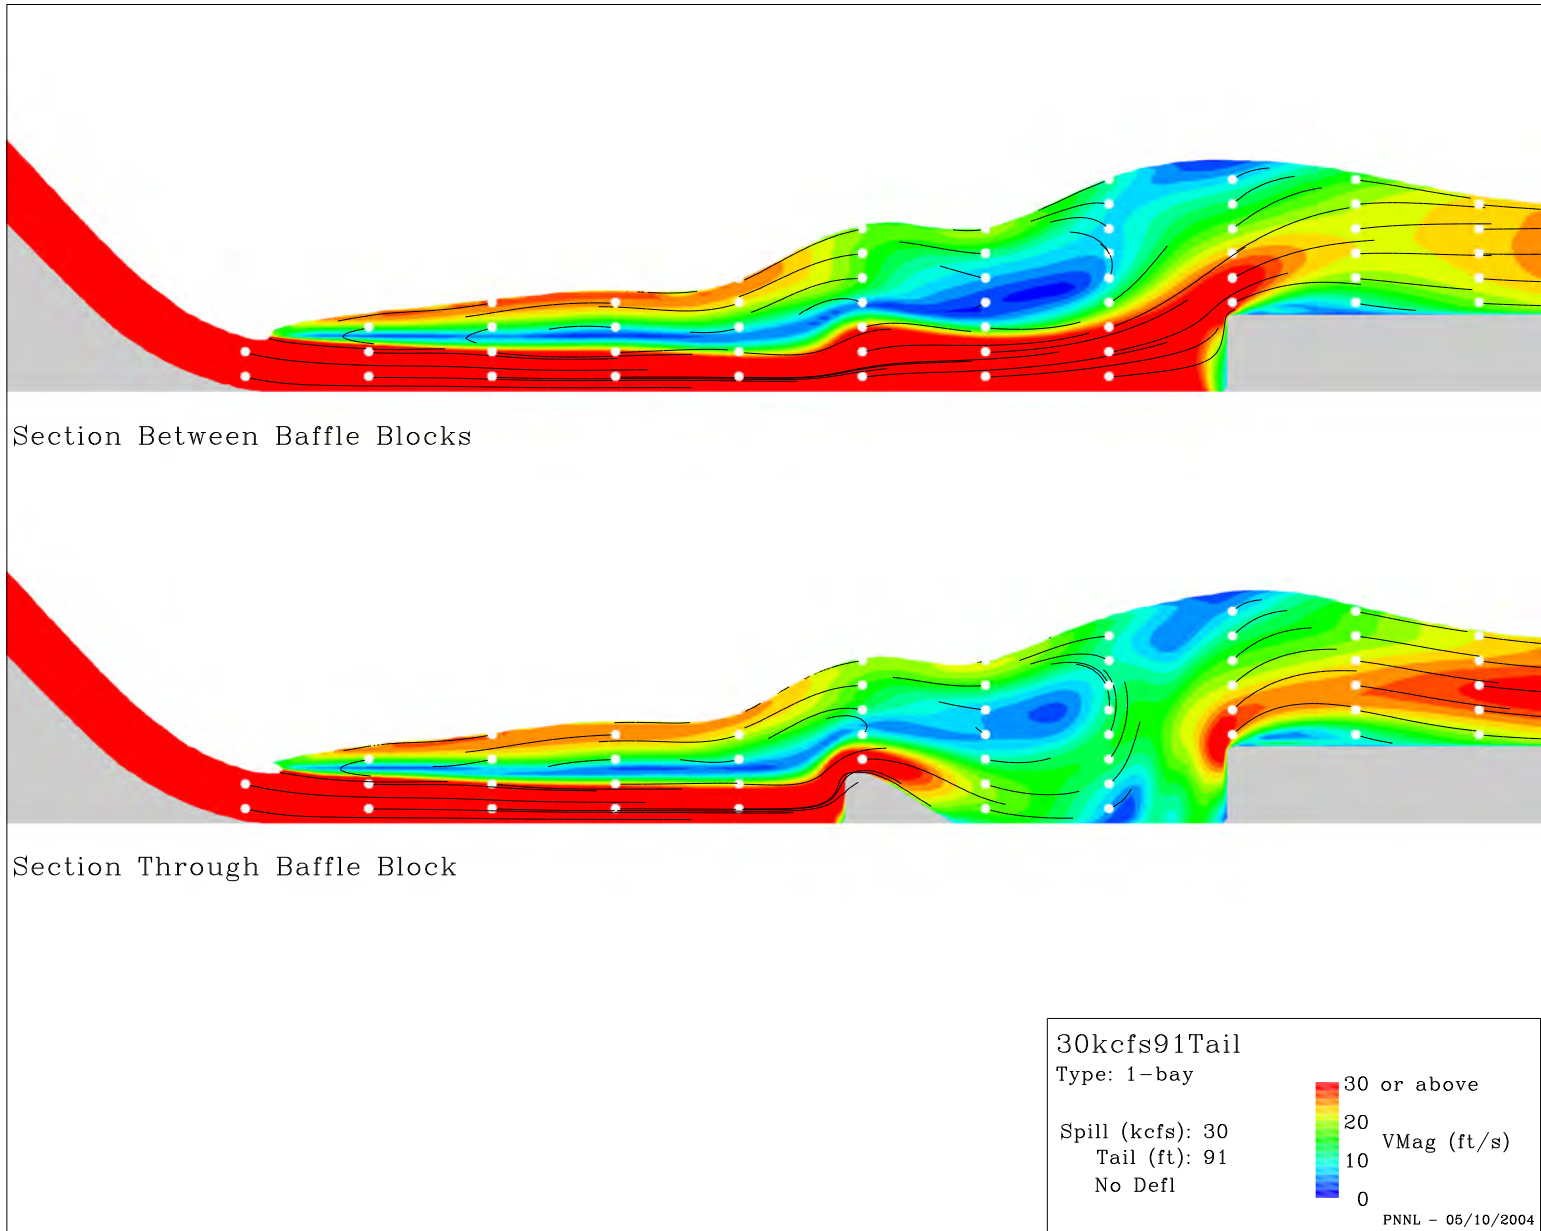 Section Between Baffle Blocks
Section Through Baffle Block
30kcfs91Tail
Type: 1-bay
Spill (kcfs): 30
Tail (ft): 91
No Defl
30 or above
20
VMag (ft/s)
10
0
PNNL - 05/10/2004